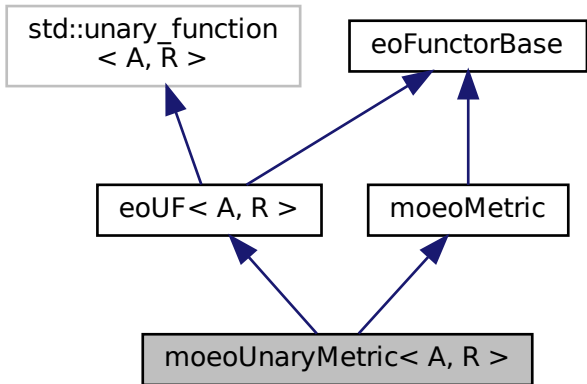 std::unary_function
< A, R >
eoFunctorBase
eoUF< A, R >
moeoMetric
moeoUnaryMetric< A, R >